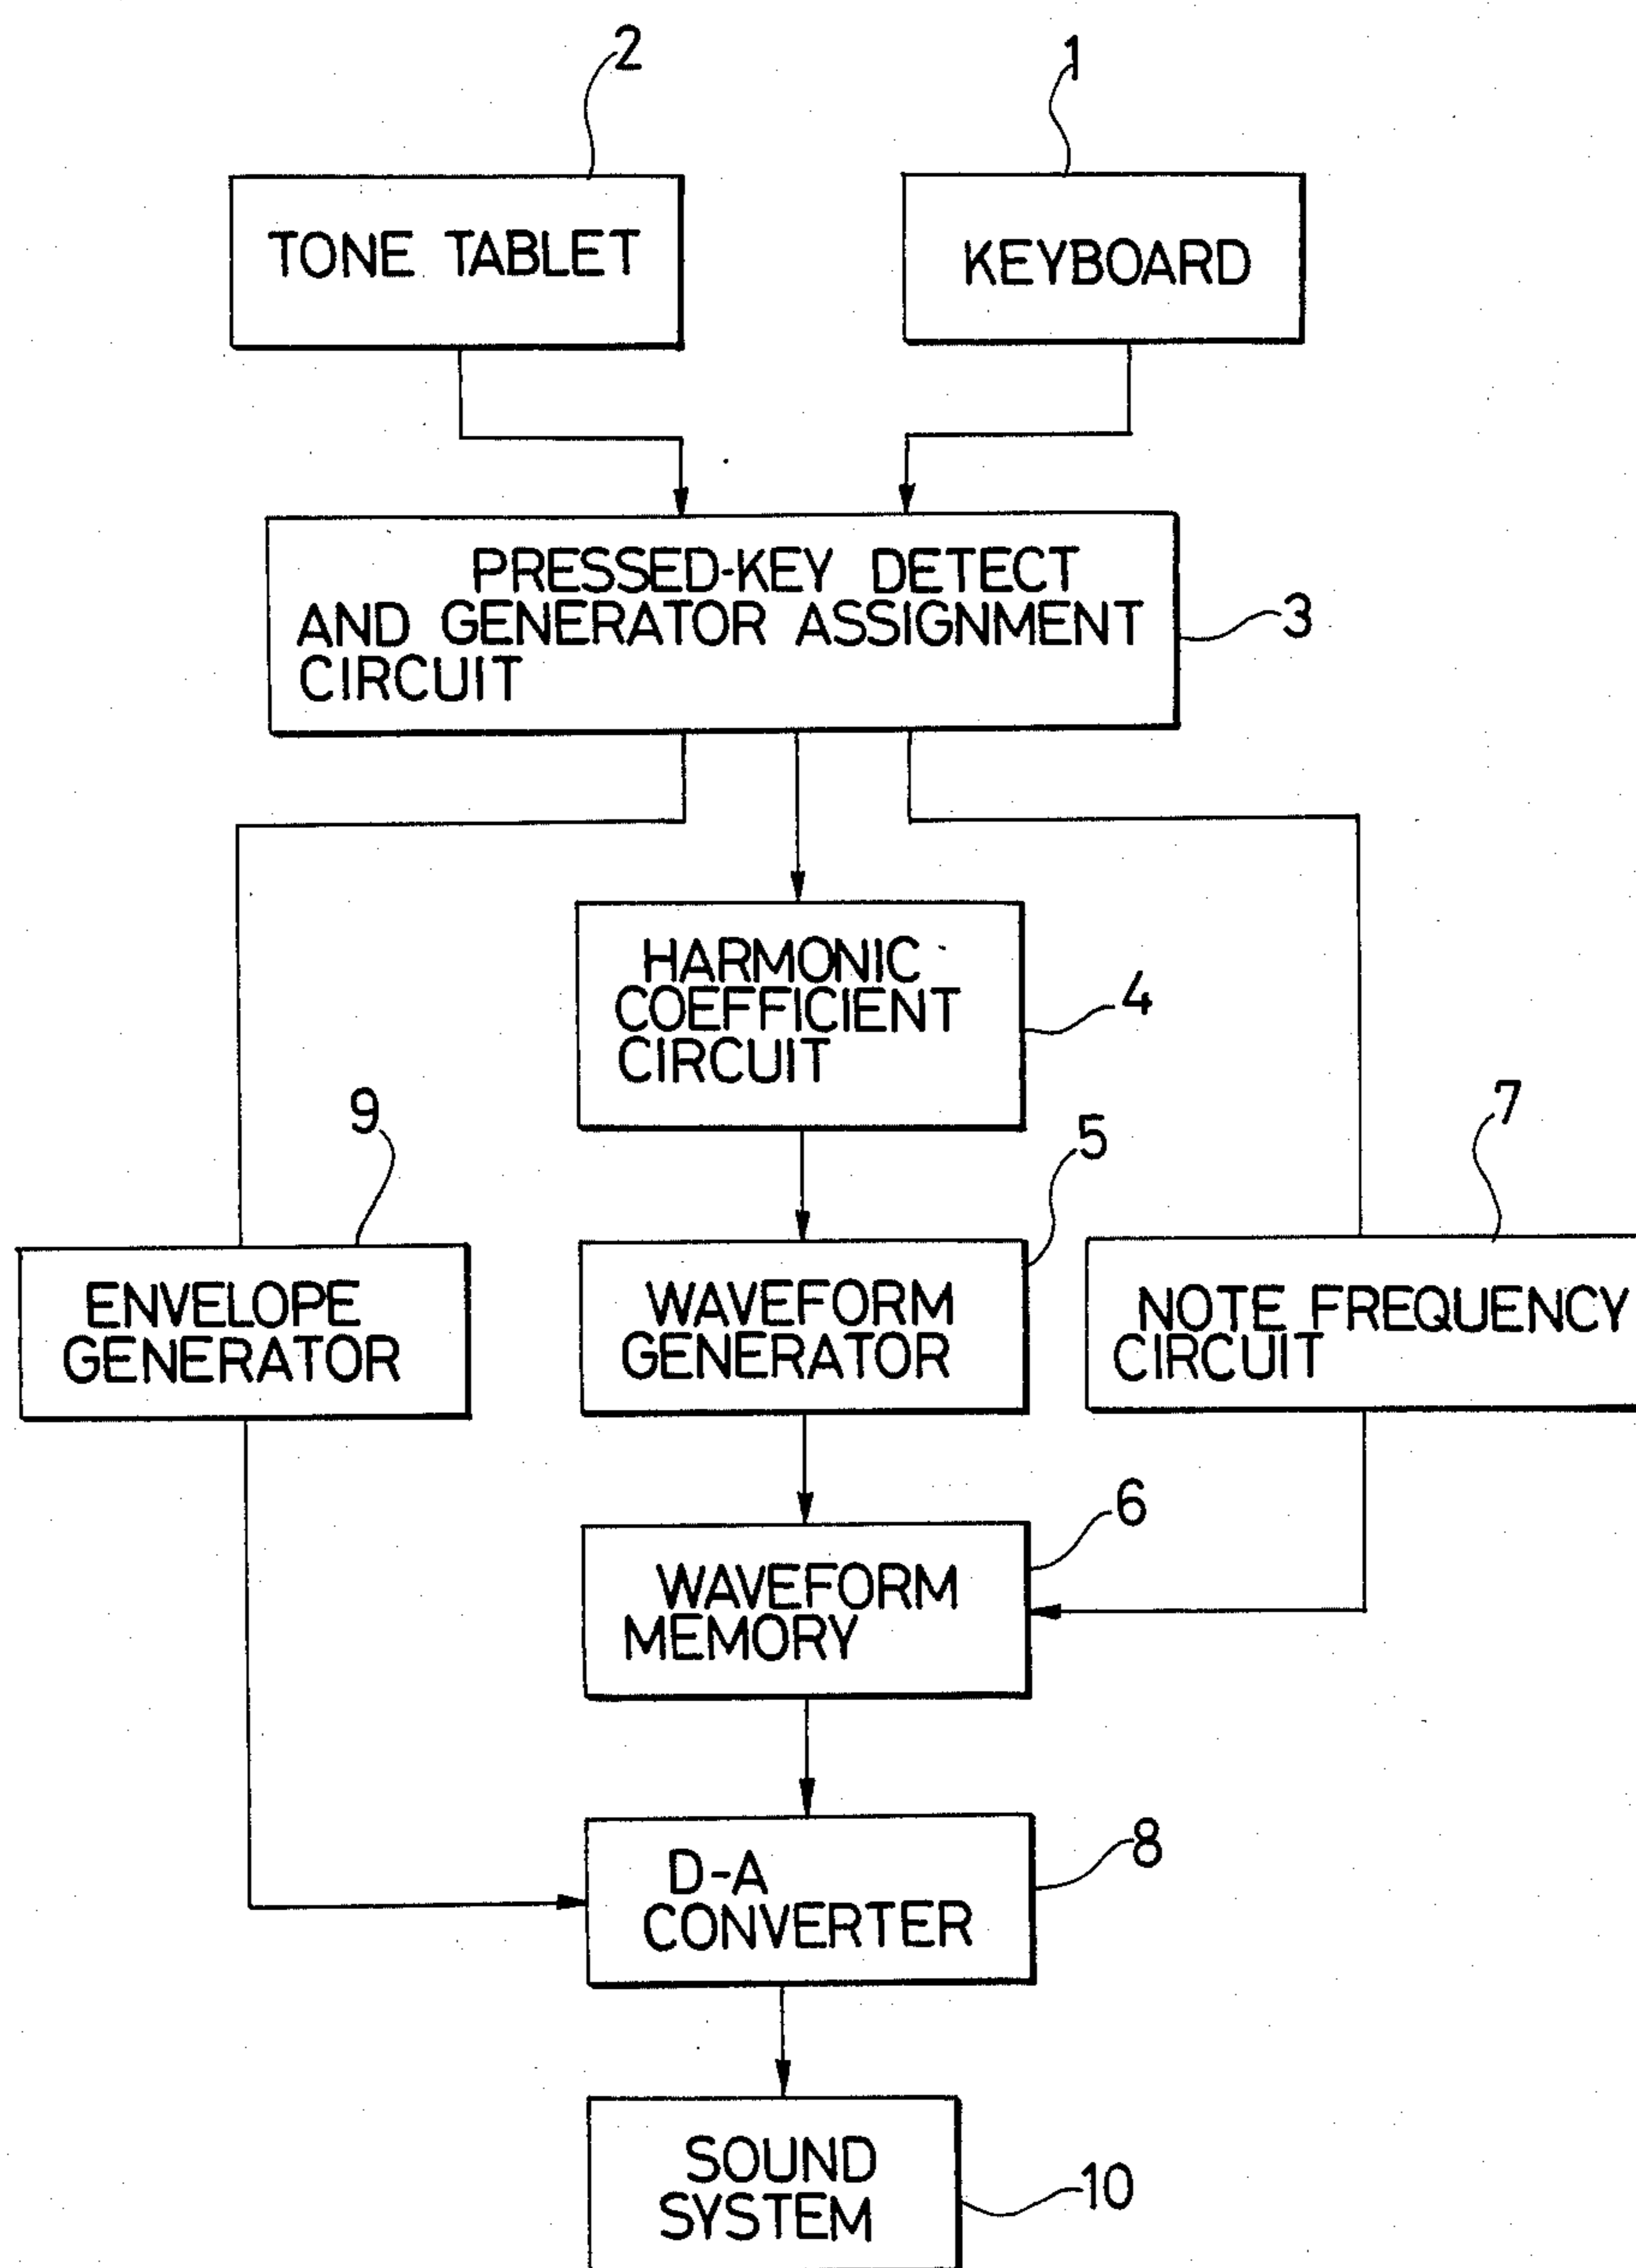 2
1
TONE TABLET
KEYBOARD
PRESSED-KEY DETECT
AND GENERATOR ASSIGNMENT
CIRCUIT
3
HARMONIC
COEFFICIENT
CIRCUIT
4
9
5
7
ENVELOPE
GENERATOR
WAVEFORM
GENERATOR
NOTE FREQUENCY
CIRCUIT
6
WAVEFORM
MEMORY
8
D-A
CONVERTER
SOUND
SYSTEM
10